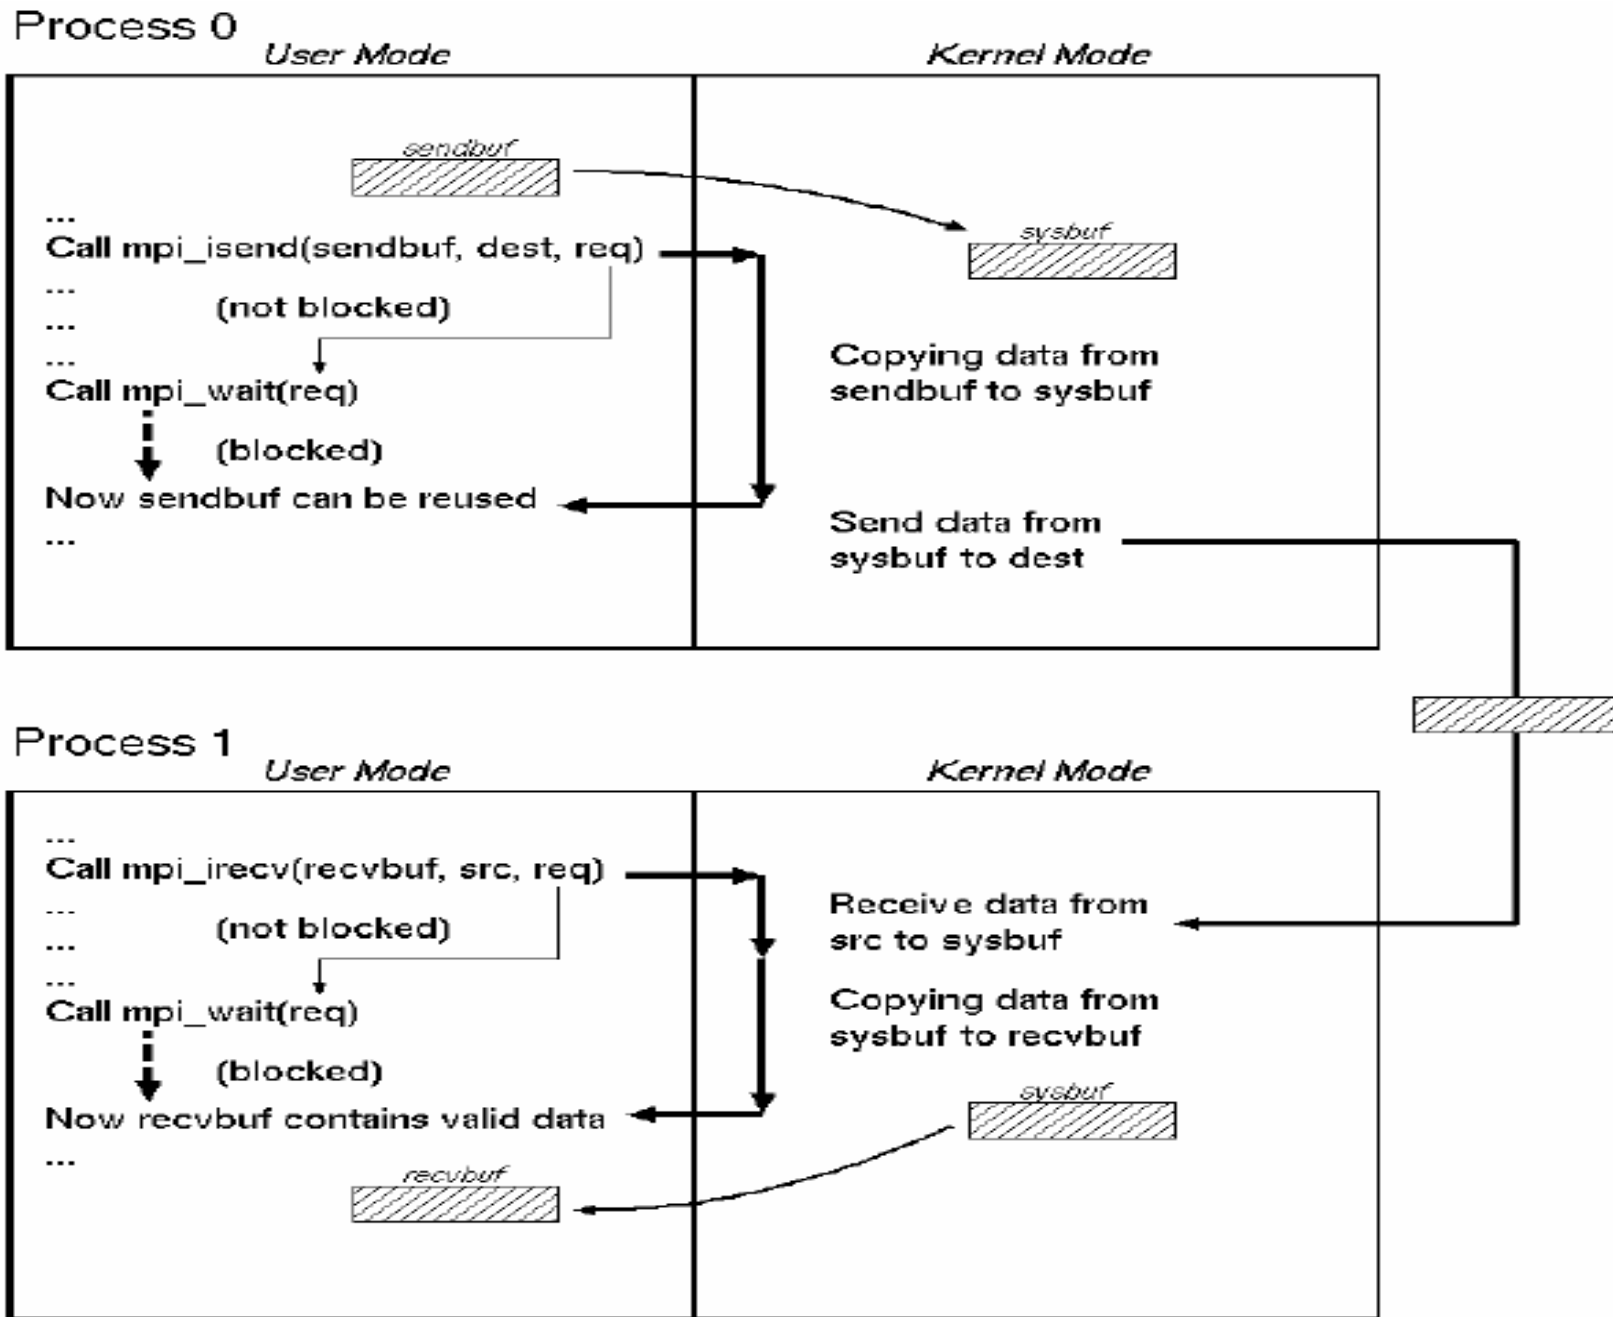 Process 0
User Mode
Kernel Mode
sendbuf
...
Call mpi_isend(sendbuf, dest, req)
sysbuf
...
(not blocked)
...
...
Call mpi_wait(req)
Copying data from
sendbuf to sysbuf
(blocked)
Now sendbuf can be reused
...
Send data from
sysbuf to dest
Process 1
User Mode
Kernel Mode
...
Call mpi_irecv(recvbuf, src, req)
...
(not blocked)
...
...
Call mpi_wait(req)
Receive data from
src to sysbuf
Copying data from
sysbuf to recvbuf
(blocked)
Now recvbuf contains valid data
...
sysbuf
recvbuf